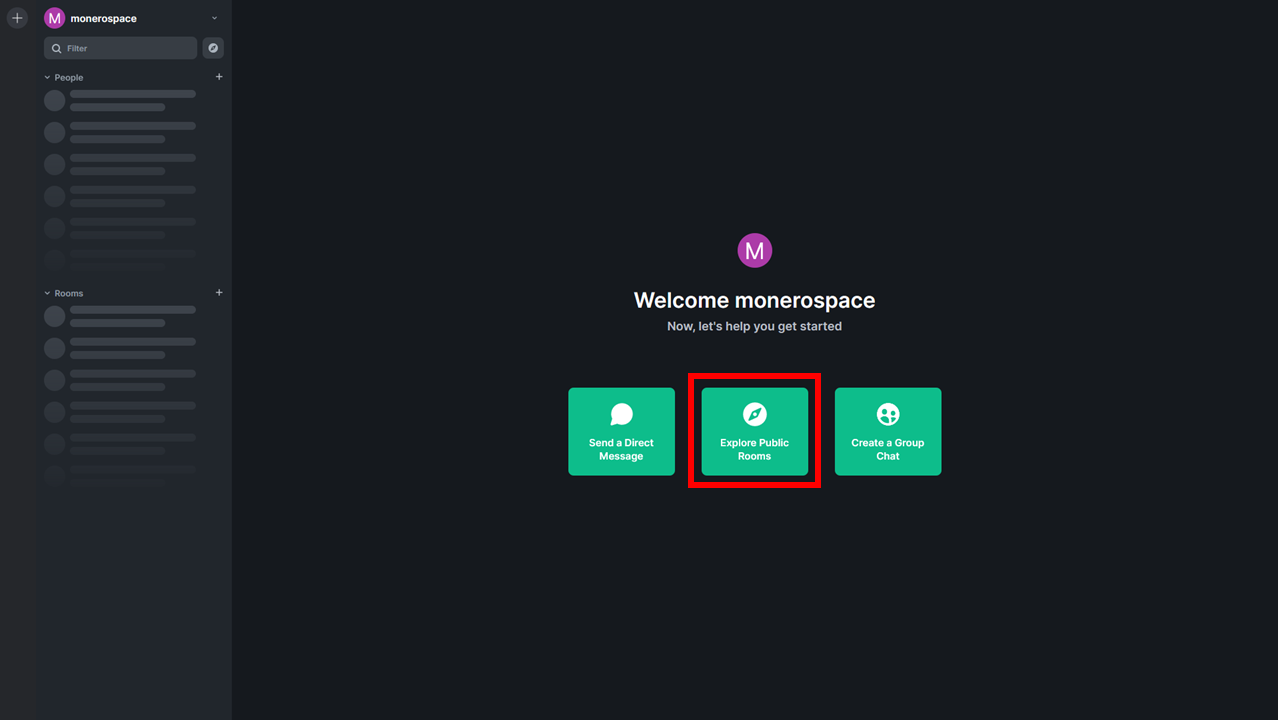 M monerospace
Filter
People
Rooms
M
Welcome monerospace
Now, let's help you get started
Send a Direct
Message
Explore Public
Rooms
Create a Group
Chat